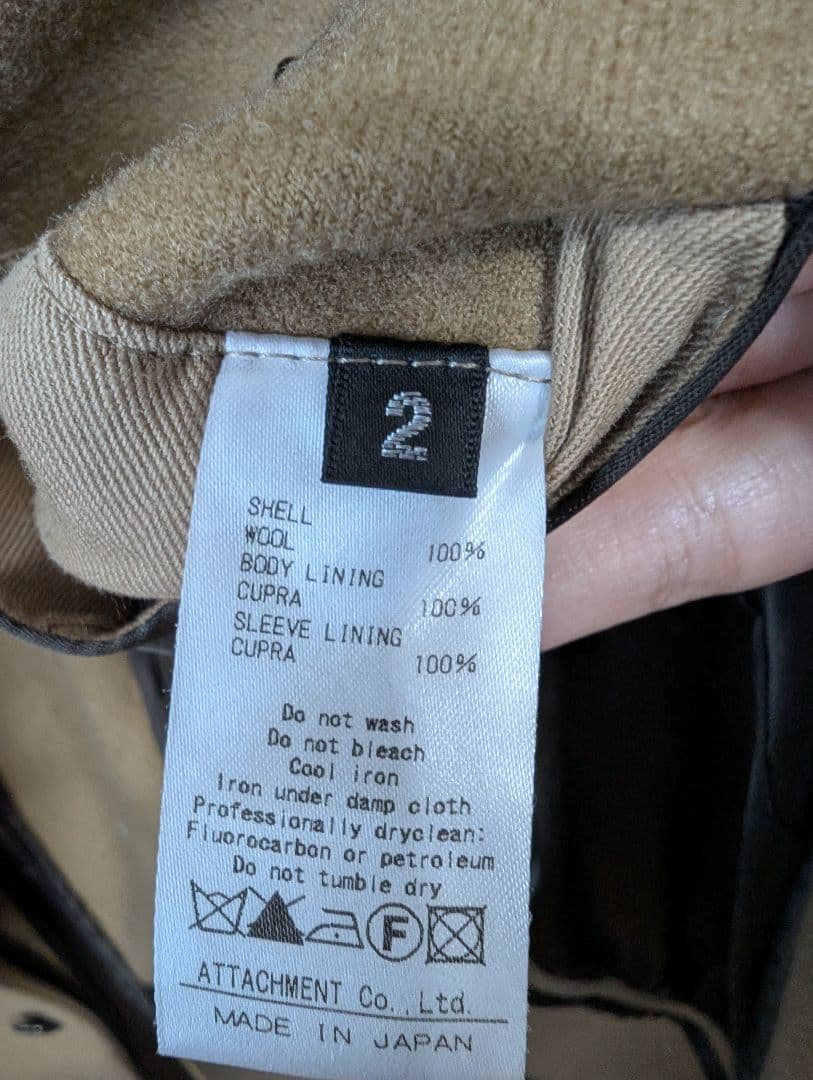 2
SHELL
WOOL 100%
BODY LINING
CUPRA 100%
SLEEVE LINING
CUPRA 100%
Do not wash
Do not bleach
Cool iron
Iron under damp cloth
Professionally dryclean:
Fluorocarbon or petroleum
Do not tumble dry
F
ATTACHMENT Co.,Ltd.
MADE IN JAPAN